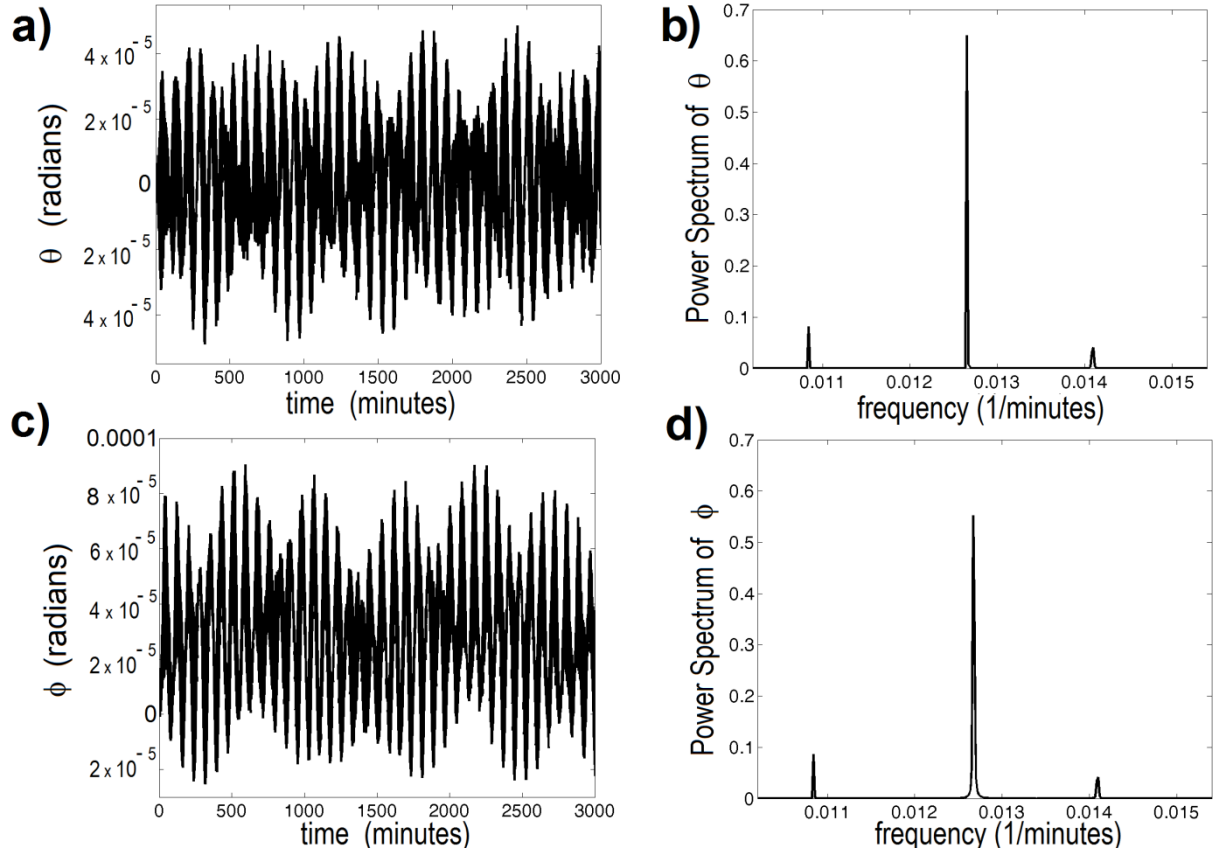 a)
θ (radians)
4 x 10 -5
2 x 10 -5
0
2 x 10 -5
4 x 10 -5
0 500 1000 1500 2000 2500 3000
time (minutes)
b)
Power Spectrum of θ
0.7
0.6
0.5
0.4
0.3
0.2
0.1
0
0.011 0.012 0.013 0.014 0.015
frequency (1/minutes)
c)
ϕ (radians)
0.0001
8 x 10 -5
6 x 10 -5
4 x 10 -5
2 x 10 -5
0
2 x 10 -5
0 500 1000 1500 2000 2500 3000
time (minutes)
d)
Power Spectrum of ϕ
0.7
0.6
0.5
0.4
0.3
0.2
0.1
0
0.011 0.012 0.013 0.014 0.015
frequency (1/minutes)